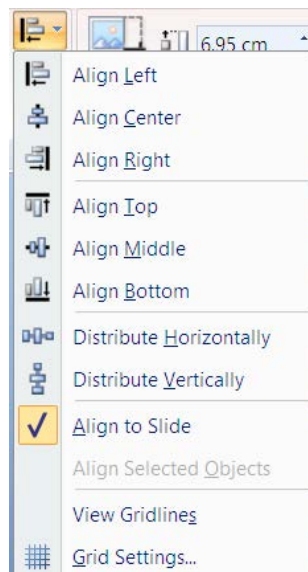 6.95 cm
Align Left
Align Center
Align Right
Align Top
Align Middle
Align Bottom
Distribute Horizontally
Distribute Vertically
Align to Slide
Align Selected Objects
View Gridlines
Grid Settings...